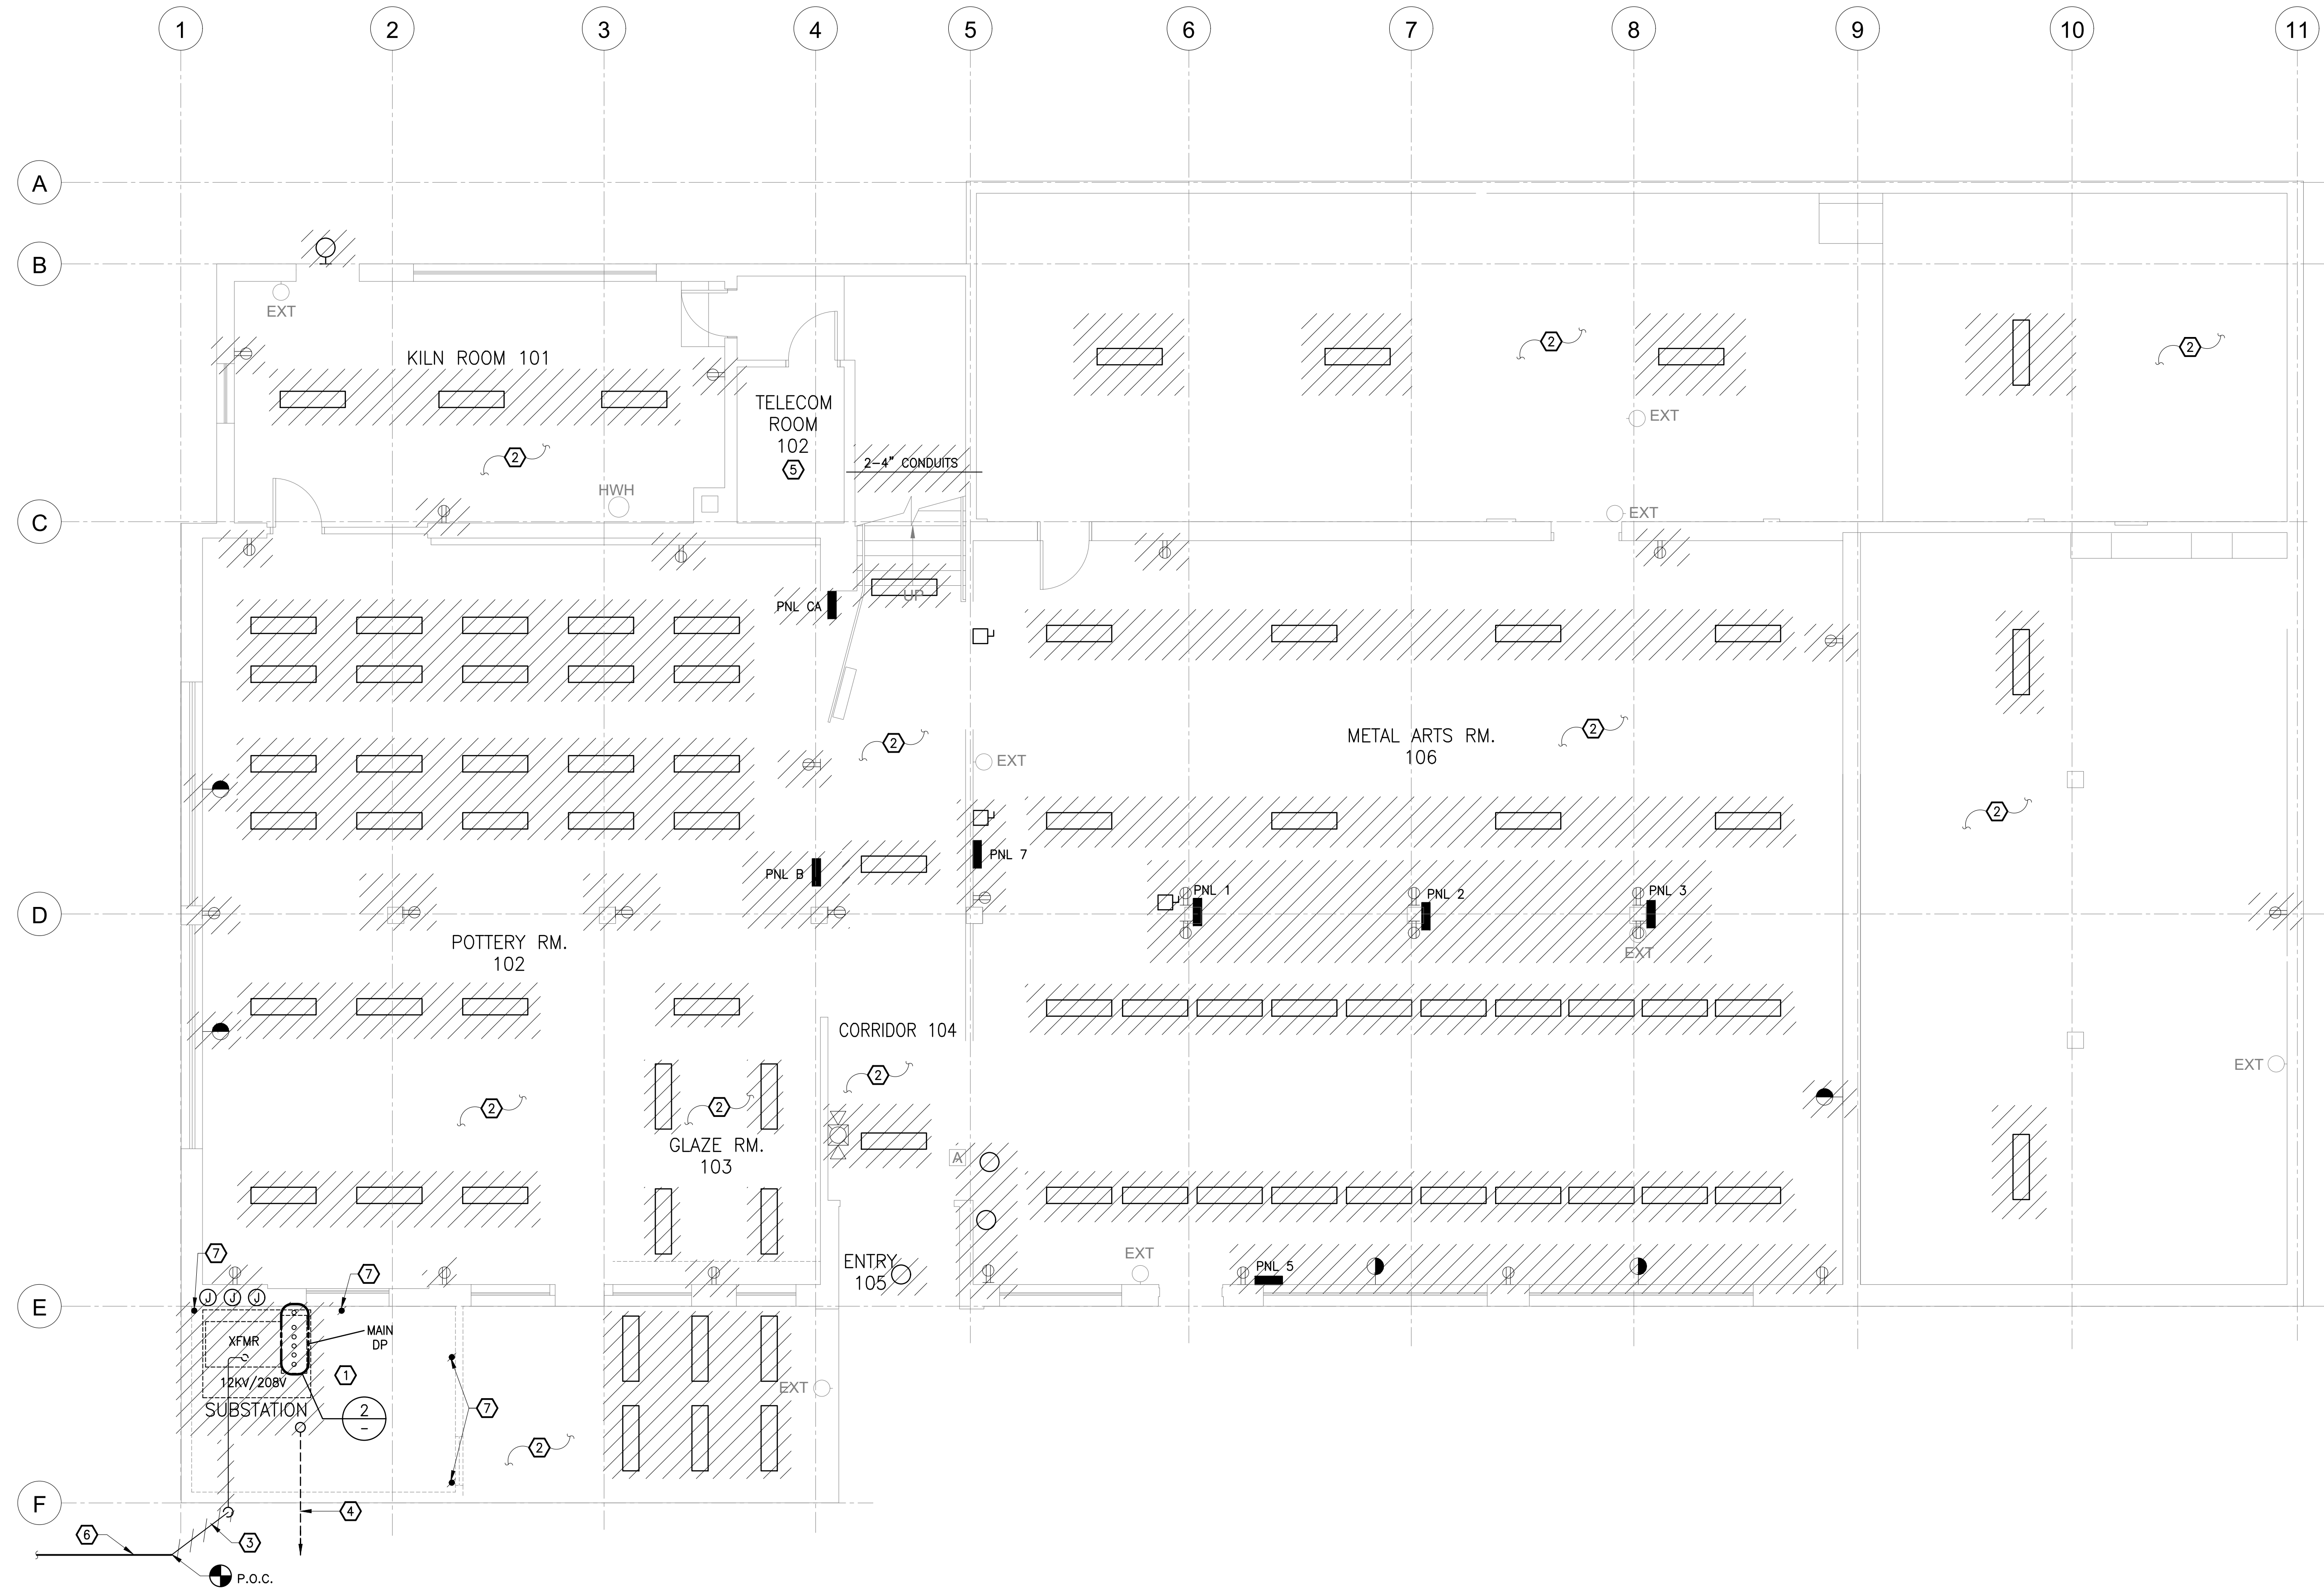 1 2 3 4 5 6 7 8 9 10 11
A
B
EXT
KILN ROOM 101
2
2
TELECOM
ROOM
102
5
EXT
2-4" CONDUITS
2
HWH
C
EXT
UP
PNL CA
METAL ARTS RM.
106
2
2
EXT
2
PNL 7
PNL B
PNL 1
PNL 2
PNL 3
D
POTTERY RM.
102
EXT
CORRIDOR 104
2
EXT
2
2
GLAZE RM.
103
A
7
EXT
ENTRY
105
7
PNL 5
J J J
E
MAIN
DP
XFMR
1
12KV/208V
EXT
SUBSTATION
2
-
7
2
F
4
6
3
P.O.C.